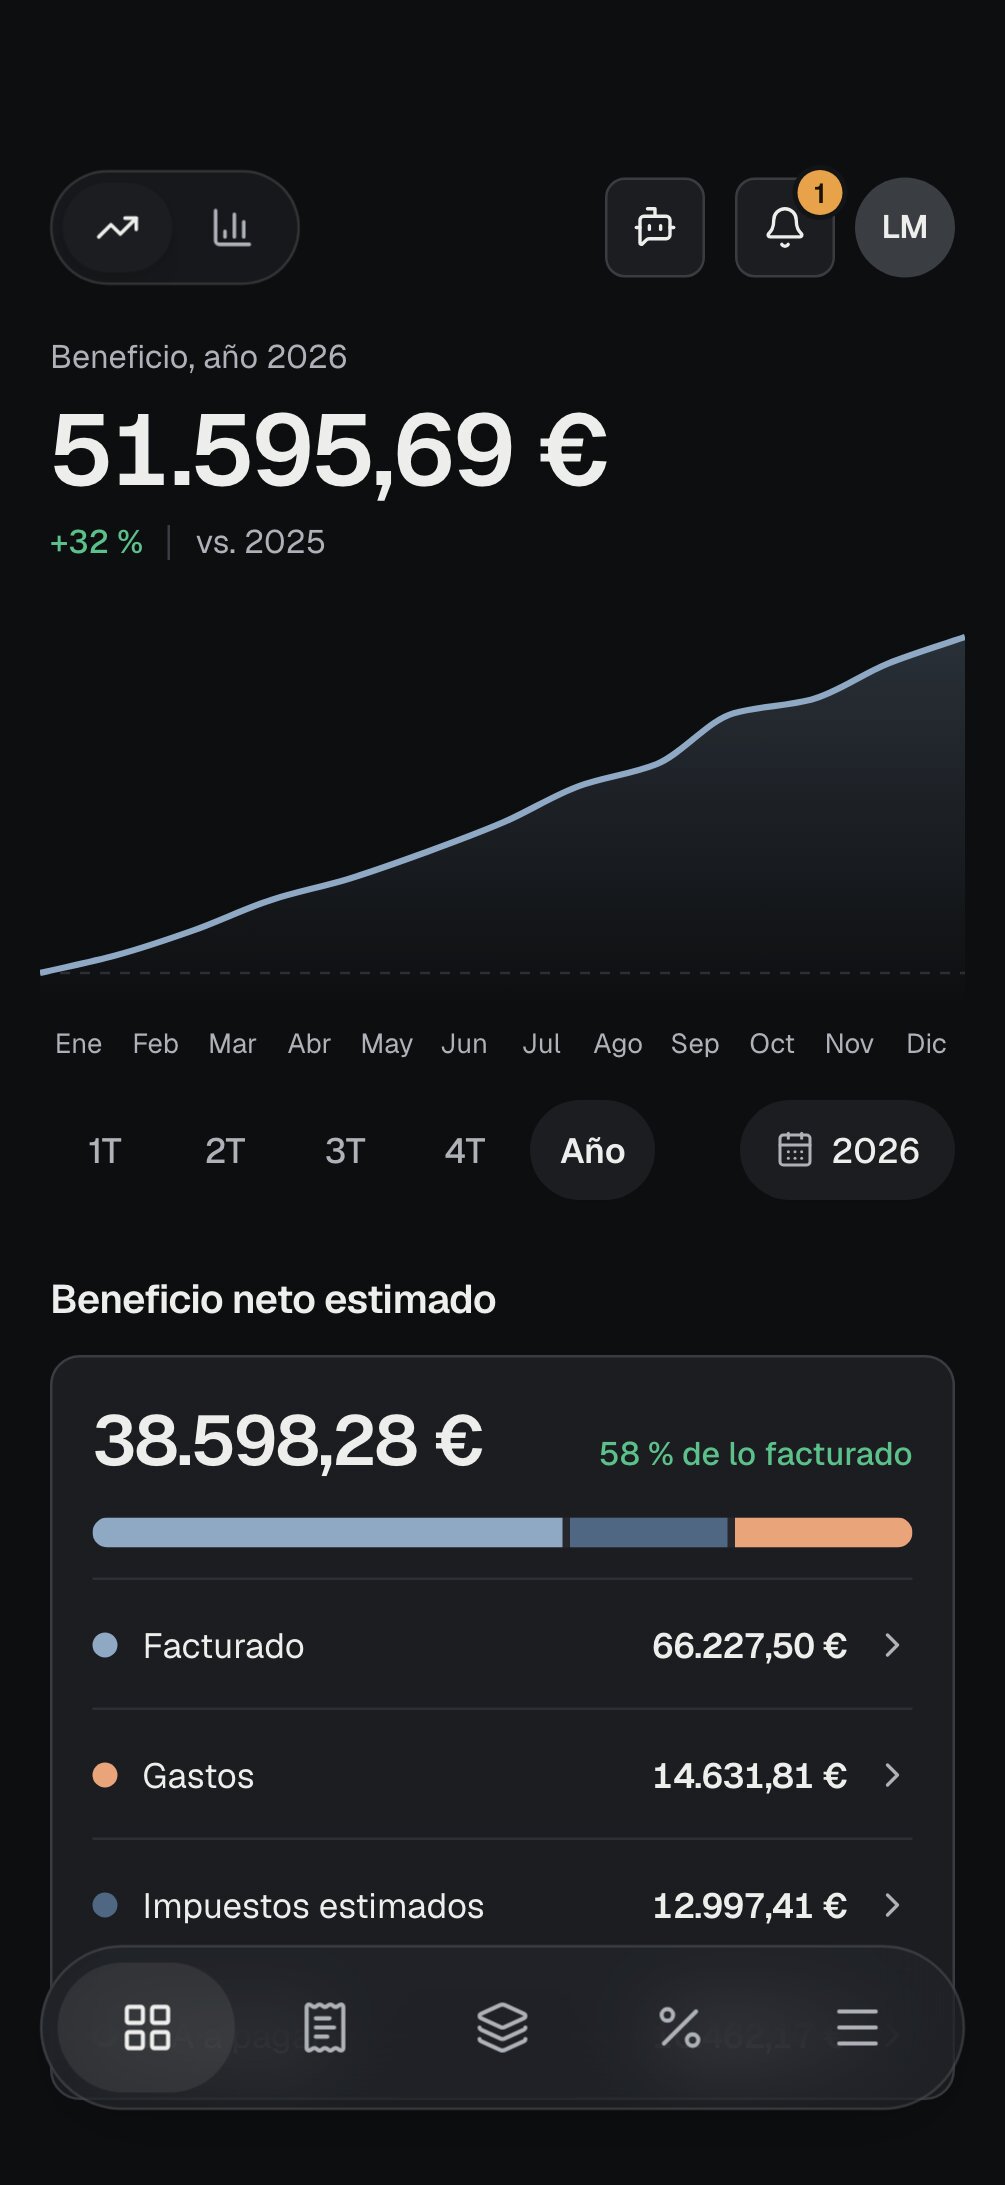 1
LM
Beneficio, año 2026
51.595,69 €
+32 % vs. 2025
Ene Feb Mar Abr May Jun Jul Ago Sep Oct Nov Dic
1T 2T 3T 4T Año 2026
Beneficio neto estimado
38.598,28 € 58 % de lo facturado
Facturado 66.227,50 €
Gastos 14.631,81 €
Impuestos estimados 12.997,41 €